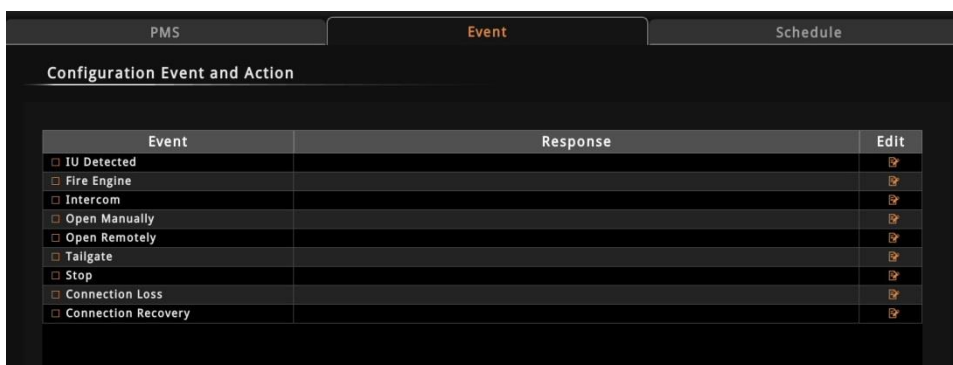 PMS Event Schedule
Configuration Event and Action
Event Response Edit
IU Detected
Fire Engine
Intercom
Open Manually
Open Remotely
Tailgate
Stop
Connection Loss
Connection Recovery